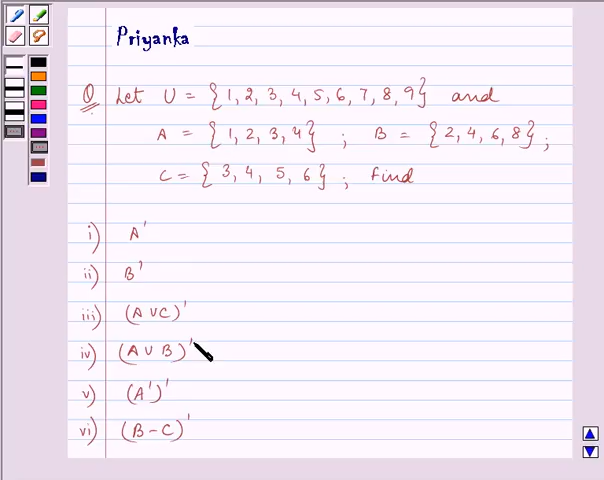 Priyanka
Q Let U = {1, 2, 3, 4, 5, 6, 7, 8, 9} and
A = {1, 2, 3, 4} ; B = {2, 4, 6, 8} ;
C = {3, 4, 5, 6} ; Find
i) A'
ii) B'
iii) (A ∪ C)'
iv) (A ∪ B)'
v) (A')'
vi) (B - C)'